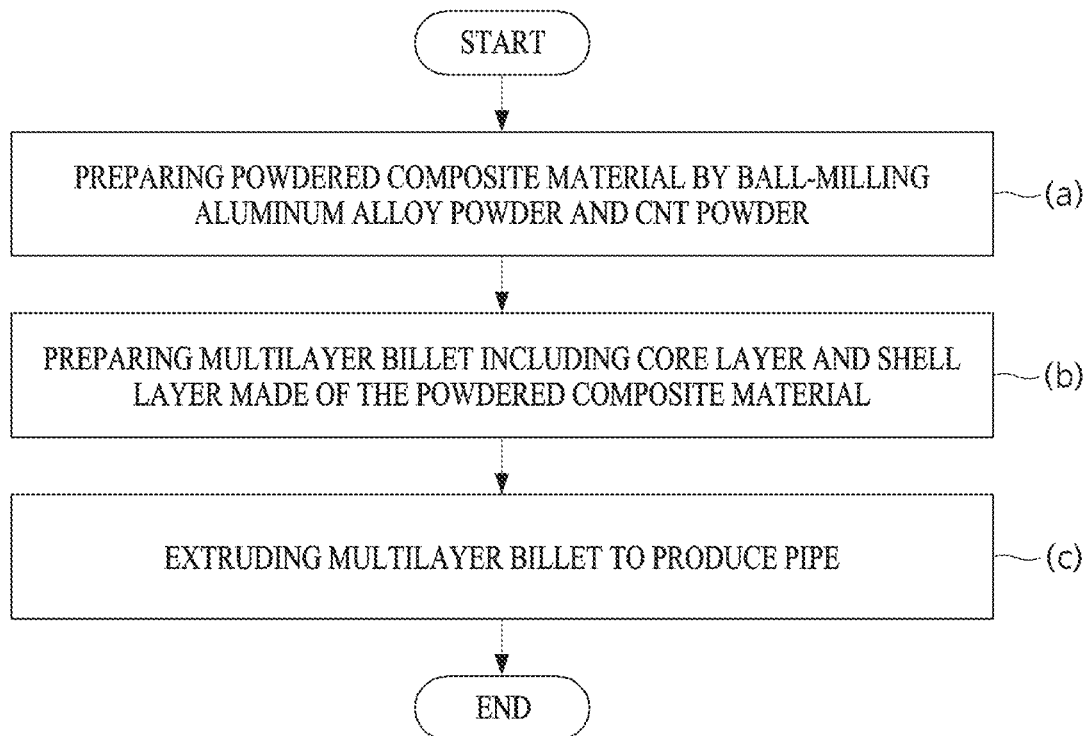 START
PREPARING POWDERED COMPOSITE MATERIAL BY BALL-MILLING
ALUMINUM ALLOY POWDER AND CNT POWDER
(a)
PREPARING MULTILAYER BILLET INCLUDING CORE LAYER AND SHELL
LAYER MADE OF THE POWDERED COMPOSITE MATERIAL
(b)
EXTRUDING MULTILAYER BILLET TO PRODUCE PIPE
(c)
END